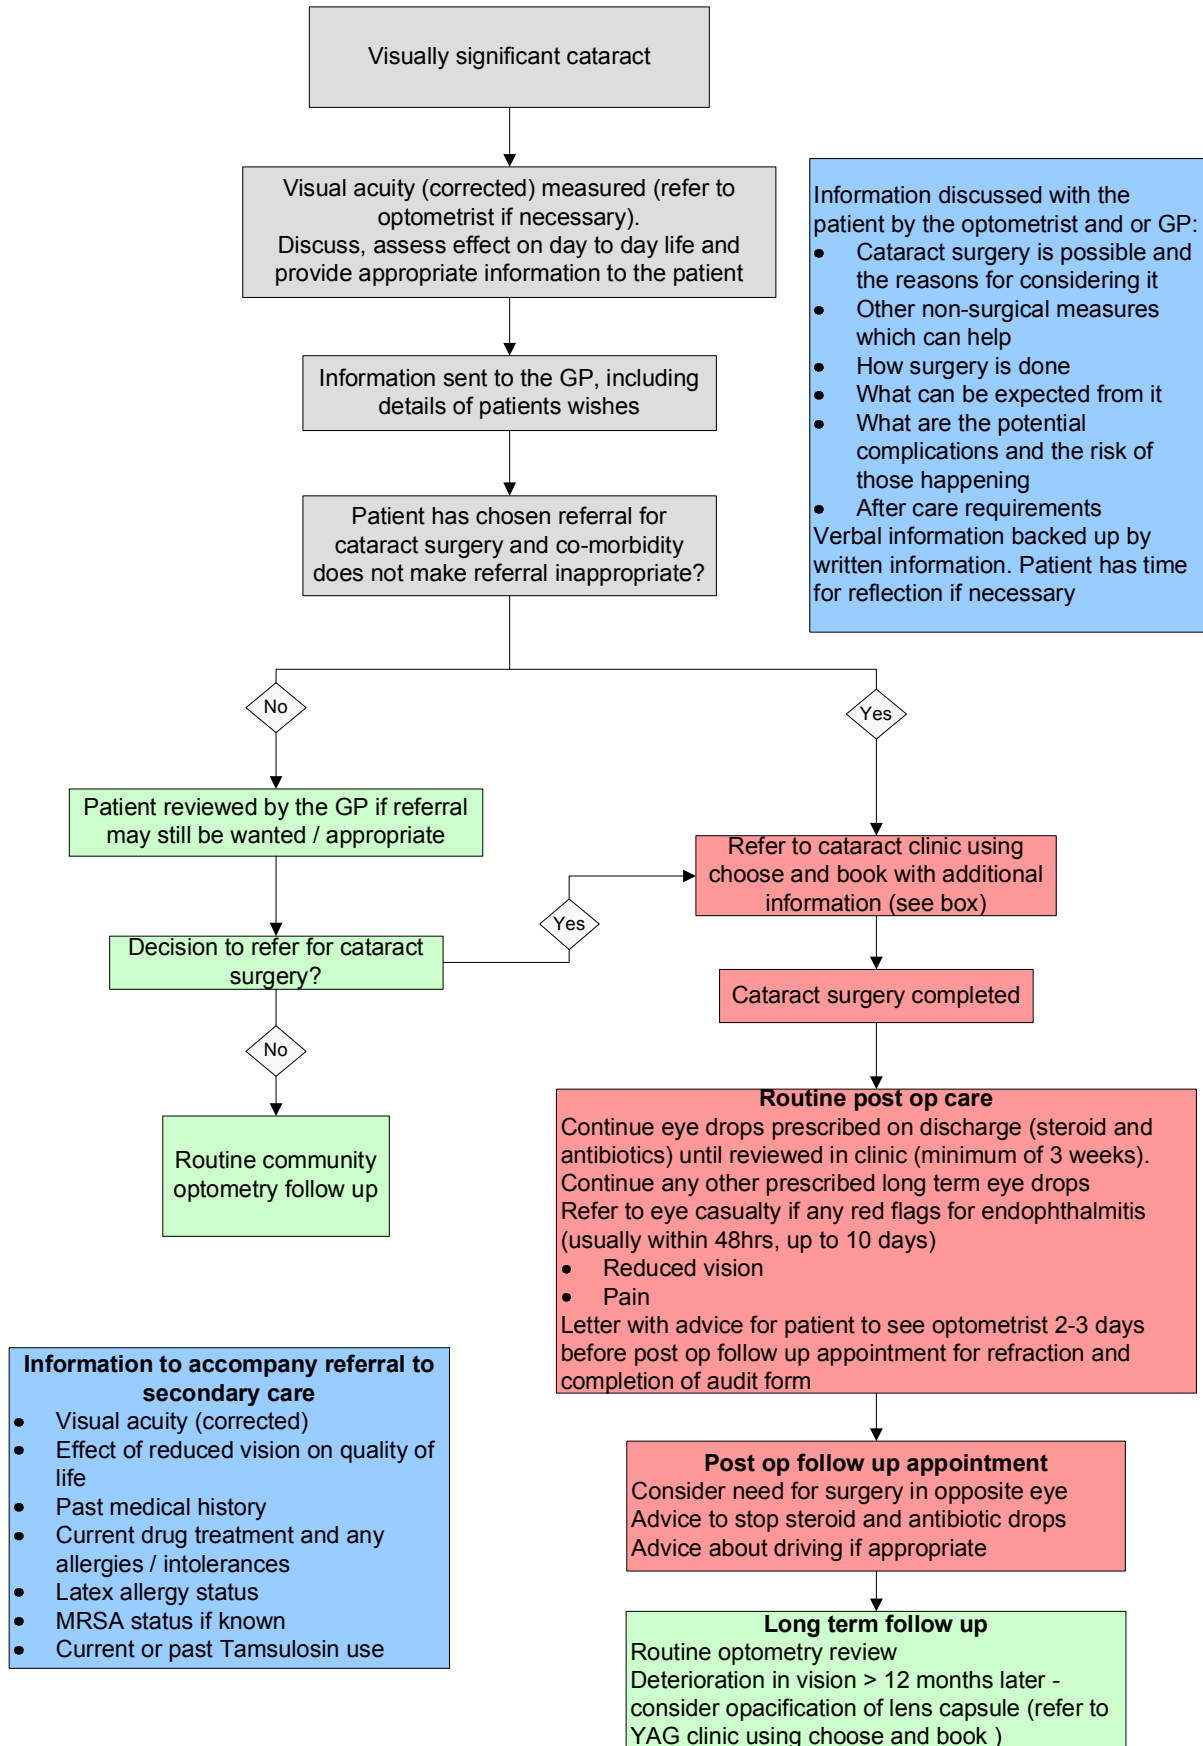 Visually significant cataract
Visual acuity (corrected) measured (refer to
optometrist if necessary).
Discuss, assess effect on day to day life and
provide appropriate information to the patient
Information discussed with the
patient by the optometrist and or GP:
• Cataract surgery is possible and
the reasons for considering it
• Other non-surgical measures
which can help
• How surgery is done
• What can be expected from it
• What are the potential
complications and the risk of
those happening
• After care requirements
Verbal information backed up by
written information. Patient has time
for reflection if necessary
Information sent to the GP, including
details of patients wishes
Patient has chosen referral for
cataract surgery and co-morbidity
does not make referral inappropriate?
No
Yes
Patient reviewed by the GP if referral
may still be wanted / appropriate
Refer to cataract clinic using
choose and book with additional
information (see box)
Yes
Decision to refer for cataract
surgery?
Cataract surgery completed
No
Routine community
optometry follow up
Routine post op care
Continue eye drops prescribed on discharge (steroid and
antibiotics) until reviewed in clinic (minimum of 3 weeks).
Continue any other prescribed long term eye drops
Refer to eye casualty if any red flags for endophthalmitis
(usually within 48hrs, up to 10 days)
• Reduced vision
• Pain
Letter with advice for patient to see optometrist 2-3 days
before post op follow up appointment for refraction and
completion of audit form
Information to accompany referral to
secondary care
• Visual acuity (corrected)
• Effect of reduced vision on quality of
life
• Past medical history
• Current drug treatment and any
allergies / intolerances
• Latex allergy status
• MRSA status if known
• Current or past Tamsulosin use
Post op follow up appointment
Consider need for surgery in opposite eye
Advice to stop steroid and antibiotic drops
Advice about driving if appropriate
Long term follow up
Routine optometry review
Deterioration in vision > 12 months later -
consider opacification of lens capsule (refer to
YAG clinic using choose and book )